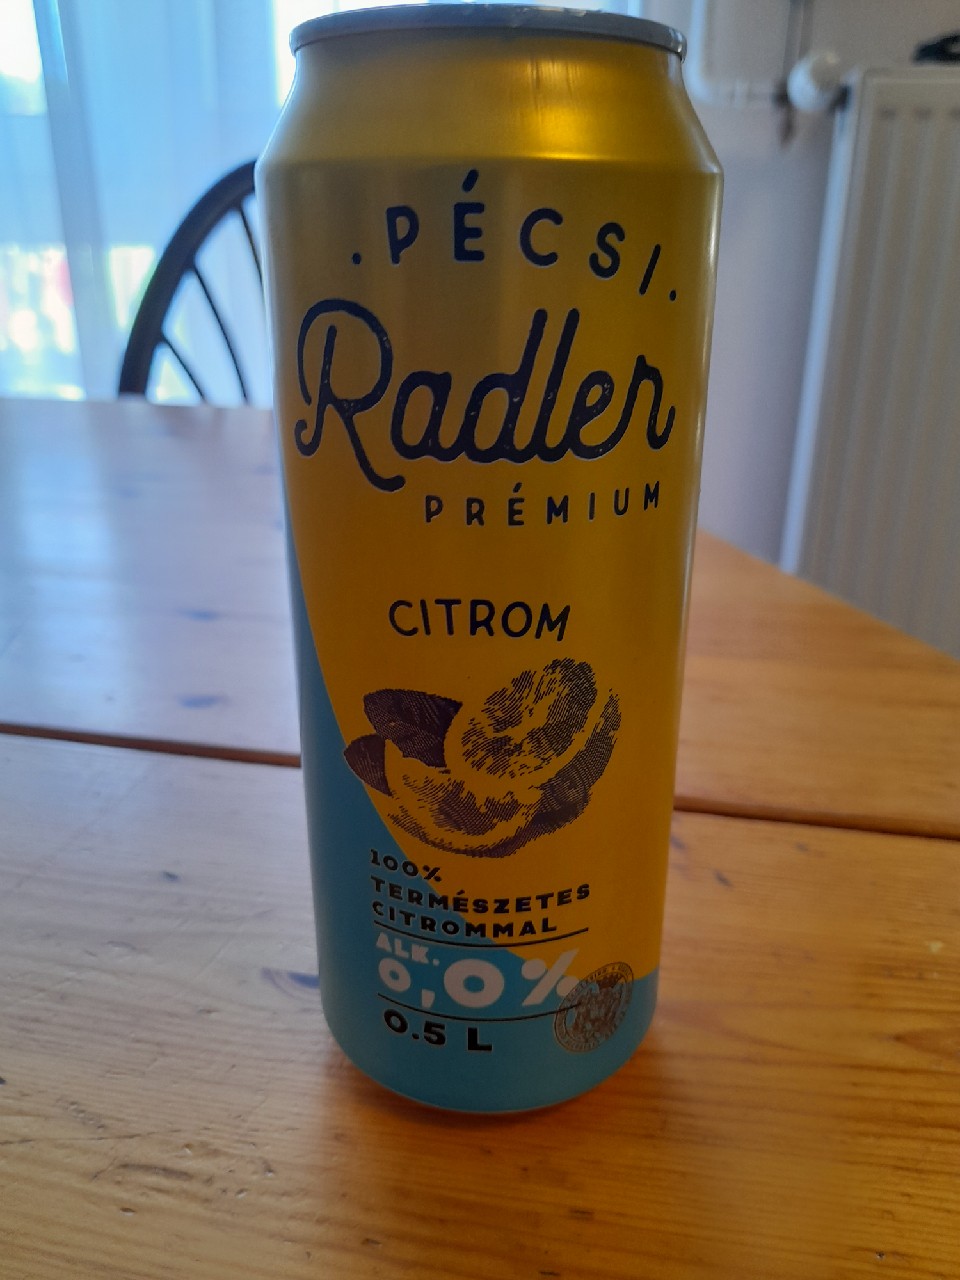 .PÉCSI.
Radler
PRÉMIUM
CITROM
100%
TERMÉSZETES
CITROMMAL
ALK.
0,0%
0.5 L